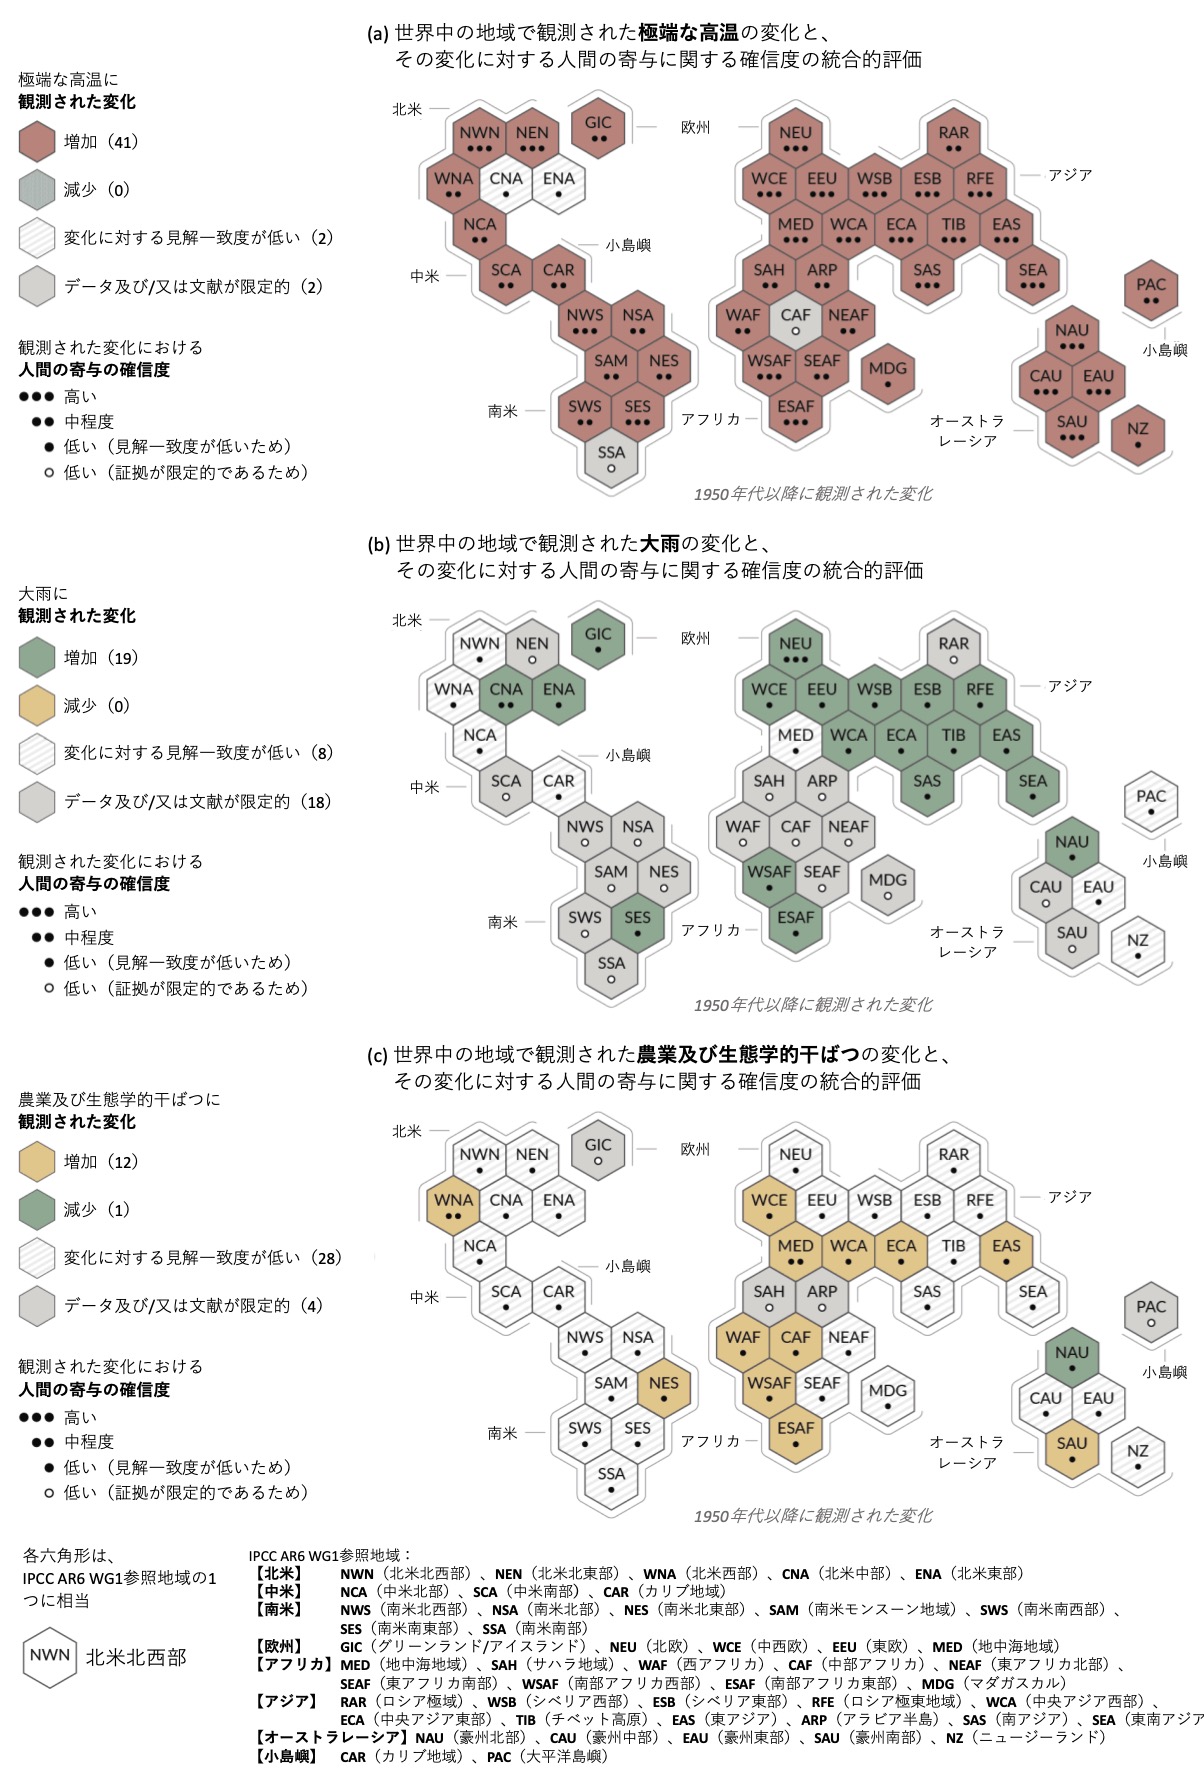 (a) 世界中の地域で観測された極端な高温の変化と、
その変化に対する人間の寄与に関する確信度の統合的評価
極端な高温に
観測された変化
増加（41）
減少（0）
変化に対する見解一致度が低い（2）
データ及び/又は文献が限定的（2）
観測された変化における
人間の寄与の確信度
●●● 高い
●● 中程度
● 低い（見解一致度が低いため）
○ 低い（証拠が限定的であるため）
北米
NWN NEN GIC
欧州
NEU RAR
WNA CNA ENA
WCE EEU WSB ESB RFE
アジア
NCA
MED WCA ECA TIB EAS
小島嶼
中米
SCA CAR
SAH ARP SAS SEA
PAC
小島嶼
NWS NSA
WAF CAF NEAF
NAU
SAM NES
WSAF SEAF MDG
CAU EAU
南米
SWS SES
アフリカ
ESAF
オーストラ
レーシア
SAU NZ
SSA
1950年代以降に観測された変化
(b) 世界中の地域で観測された大雨の変化と、
その変化に対する人間の寄与に関する確信度の統合的評価
大雨に
観測された変化
増加（19）
減少（0）
変化に対する見解一致度が低い（8）
データ及び/又は文献が限定的（18）
観測された変化における
人間の寄与の確信度
●●● 高い
●● 中程度
● 低い（見解一致度が低いため）
○ 低い（証拠が限定的であるため）
北米
NWN NEN GIC
欧州
NEU RAR
WNA CNA ENA
WCE EEU WSB ESB RFE
アジア
NCA
MED WCA ECA TIB EAS
小島嶼
中米
SCA CAR
SAH ARP SAS SEA
PAC
小島嶼
NWS NSA
WAF CAF NEAF
NAU
SAM NES
WSAF SEAF MDG
CAU EAU
南米
SWS SES
アフリカ
ESAF
オーストラ
レーシア
SAU NZ
SSA
1950年代以降に観測された変化
(c) 世界中の地域で観測された農業及び生態学的干ばつの変化と、
その変化に対する人間の寄与に関する確信度の統合的評価
農業及び生態学的干ばつに
観測された変化
増加（12）
減少（1）
変化に対する見解一致度が低い（28）
データ及び/又は文献が限定的（4）
観測された変化における
人間の寄与の確信度
●●● 高い
●● 中程度
● 低い（見解一致度が低いため）
○ 低い（証拠が限定的であるため）
北米
NWN NEN GIC
欧州
NEU RAR
WNA CNA ENA
WCE EEU WSB ESB RFE
アジア
NCA
MED WCA ECA TIB EAS
小島嶼
中米
SCA CAR
SAH ARP SAS SEA
PAC
小島嶼
NWS NSA
WAF CAF NEAF
NAU
SAM NES
WSAF SEAF MDG
CAU EAU
南米
SWS SES
アフリカ
ESAF
オーストラ
レーシア
SAU NZ
SSA
1950年代以降に観測された変化
各六角形は、
IPCC AR6 WG1参照地域の1
つに相当
NWN 北米北西部
IPCC AR6 WG1参照地域：
【北米】 NWN（北米北西部）、NEN（北米北東部）、WNA（北米西部）、CNA（北米中部）、ENA（北米東部）
【中米】 NCA（中米北部）、SCA（中米南部）、CAR（カリブ地域）
【南米】 NWS（南米北西部）、NSA（南米北部）、NES（南米北東部）、SAM（南米モンスーン地域）、SWS（南米南西部）、
SES（南米南東部）、SSA（南米南部）
【欧州】 GIC（グリーンランド/アイスランド）、NEU（北欧）、WCE（中西欧）、EEU（東欧）、MED（地中海地域）
【アフリカ】MED（地中海地域）、SAH（サハラ地域）、WAF（西アフリカ）、CAF（中部アフリカ）、NEAF（東アフリカ北部）、
SEAF（東アフリカ南部）、WSAF（南部アフリカ西部）、ESAF（南部アフリカ東部）、MDG（マダガスカル）
【アジア】 RAR（ロシア極域）、WSB（シベリア西部）、ESB（シベリア東部）、RFE（ロシア極東地域）、WCA（中央アジア西部）、
ECA（中央アジア東部）、TIB（チベット高原）、EAS（東アジア）、ARP（アラビア半島）、SAS（南アジア）、SEA（東南アジア
【オーストラレーシア】NAU（豪州北部）、CAU（豪州中部）、EAU（豪州東部）、SAU（豪州南部）、NZ（ニュージーランド）
【小島嶼】 CAR（カリブ地域）、PAC（大平洋島嶼）